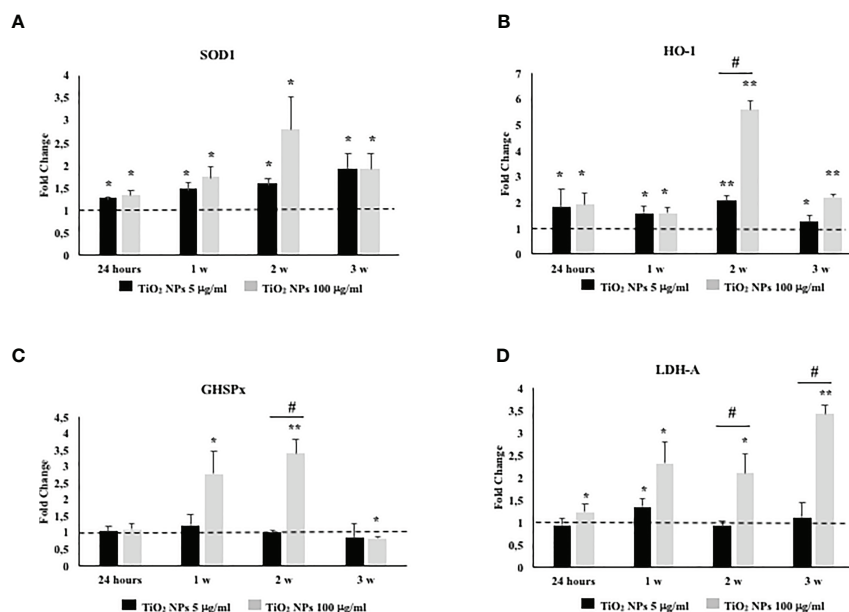 A
SOD1
Fold Change
4
3,5
3
2,5
2
1,5
1
0,5
0
* * * * * * * *
24 hours 1 w 2 w 3 w
TiO₂ NPs 5 µg/ml TiO₂ NPs 100 µg/ml
B
HO-1
Fold Change
7
6
5
4
3
2
1
0
#
* * * * ** ** * **
24 hours 1 w 2 w 3 w
TiO₂ NPs 5 µg/ml TiO₂ NPs 100 µg/ml
C
GHSPx
Fold Change
4,5
4
3,5
3
2,5
2
1,5
1
0,5
0
#
* ** *
24 hours 1 w 2 w 3 w
TiO₂ NPs 5 µg/ml TiO₂ NPs 100 µg/ml
D
LDH-A
Fold Change
4
3,5
3
2,5
2
1,5
1
0,5
0
# #
* * * * **
24 hours 1 w 2 w 3 w
TiO₂ NPs 5 µg/ml TiO₂ NPs 100 µg/ml